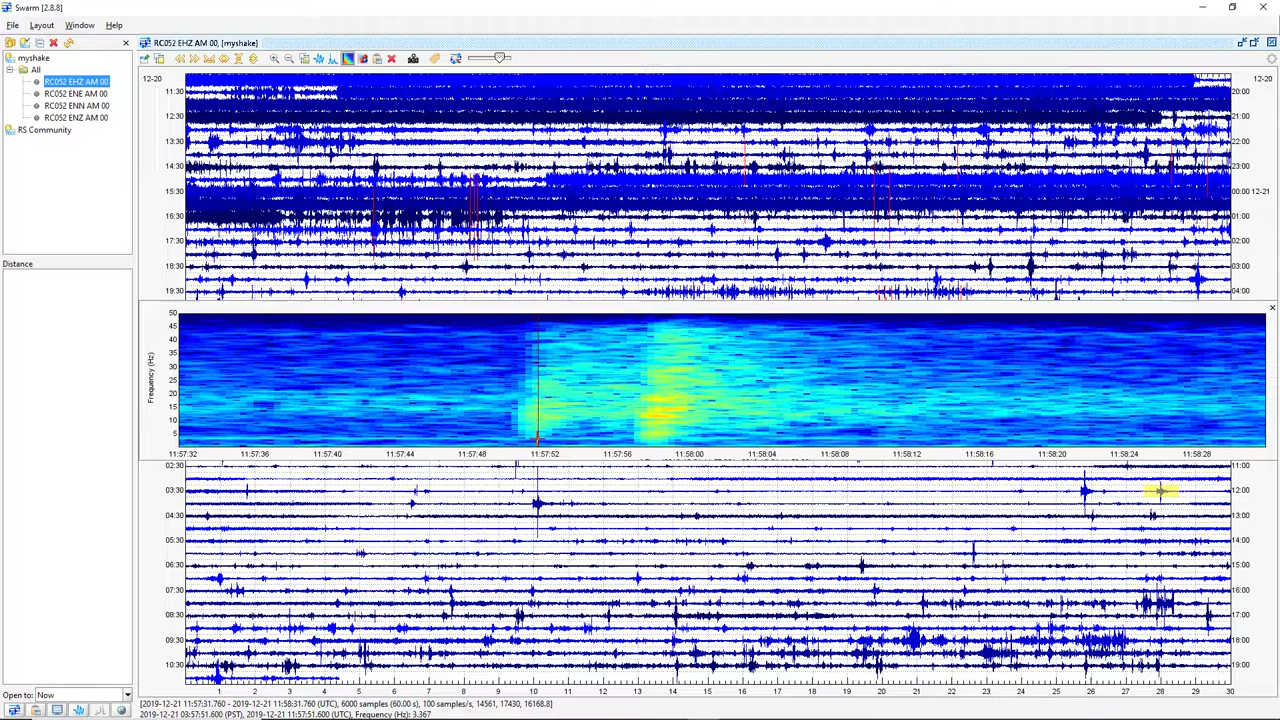 Swarm [2.8.8]
File Layout Window Help
RC052 EHZ AM 00, [myshake]
myshake
All
RC052 EHZ AM 00
RC052 ENE AM 00
RC052 ENN AM 00
RC052 ENZ AM 00
RS Community
Distance
Open to: Now
12-20 12-20
11:30 20:00
12:30 21:00
13:30 22:00
14:30 23:00
15:30 00:00 12-21
16:30 01:00
17:30 02:00
18:30 03:00
19:30 04:00
Frequency (Hz)
50
45
40
35
30
25
20
15
10
5
11:57:32 11:57:36 11:57:40 11:57:44 11:57:48 11:57:52 11:57:56 11:58:00 11:58:04 11:58:08 11:58:12 11:58:16 11:58:20 11:58:24 11:58:28
02:30 11:00
03:30 12:00
04:30 13:00
05:30 14:00
06:30 15:00
07:30 16:00
08:30 17:00
09:30 18:00
10:30 19:00
1 2 3 4 5 6 7 8 9 10 11 12 13 14 15 16 17 18 19 20 21 22 23 24 25 26 27 28 29 30
[2019-12-21 11:57:31.760 - 2019-12-21 11:58:31.760 (UTC), 6000 samples (60.00 s), 100 samples/s, 14561, 17430, 16168.8]
2019-12-21 03:57:51.600 (PST), 2019-12-21 11:57:51.600 (UTC), Frequency (Hz): 3.367